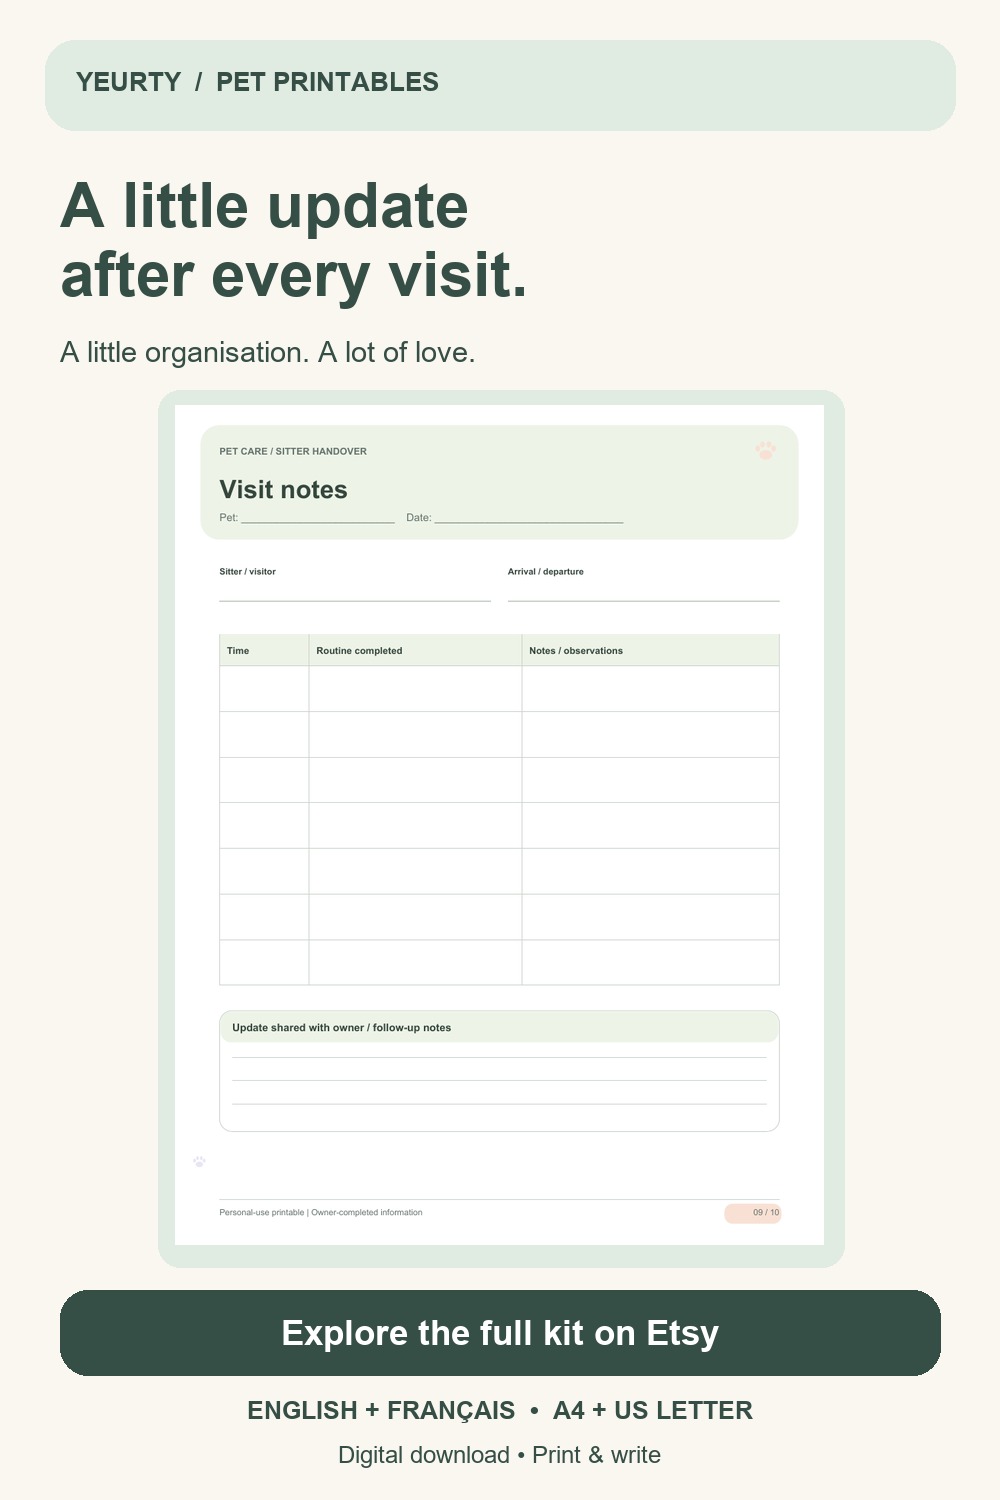 YEURTY / PET PRINTABLES
A little update
after every visit.
A little organisation. A lot of love.
PET CARE / SITTER HANDOVER
Visit notes
Pet: __________________________ Date: ________________________________
Sitter / visitor Arrival / departure
Time Routine completed Notes / observations
Update shared with owner / follow-up notes
Personal-use printable | Owner-completed information 09 / 10
Explore the full kit on Etsy
ENGLISH + FRANÇAIS • A4 + US LETTER
Digital download • Print & write